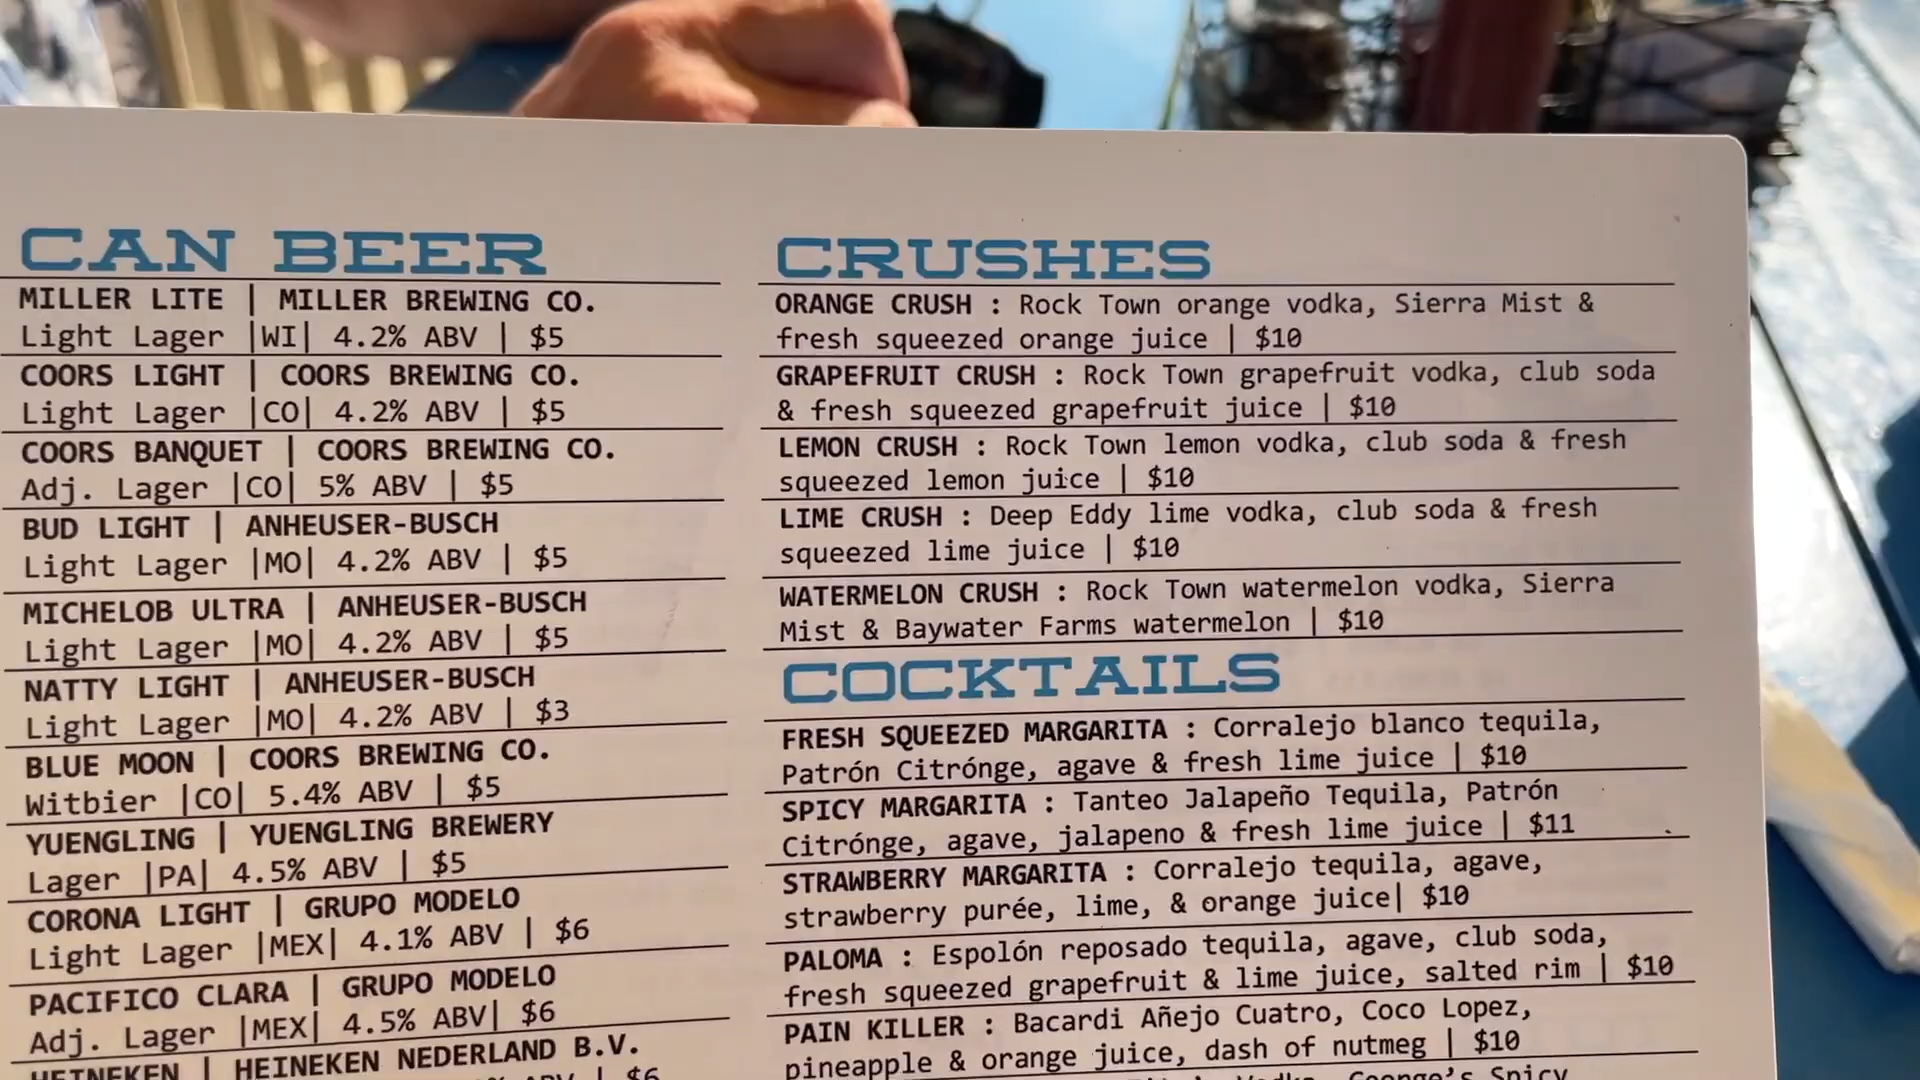 CAN BEER
MILLER LITE | MILLER BREWING CO.
Light Lager |WI| 4.2% ABV | $5
COORS LIGHT | COORS BREWING CO.
Light Lager |CO| 4.2% ABV | $5
COORS BANQUET | COORS BREWING CO.
Adj. Lager |CO| 5% ABV | $5
BUD LIGHT | ANHEUSER-BUSCH
Light Lager |MO| 4.2% ABV | $5
MICHELOB ULTRA | ANHEUSER-BUSCH
Light Lager |MO| 4.2% ABV | $5
NATTY LIGHT | ANHEUSER-BUSCH
Light Lager |MO| 4.2% ABV | $3
BLUE MOON | COORS BREWING CO.
Witbier |CO| 5.4% ABV | $5
YUENGLING | YUENGLING BREWERY
Lager |PA| 4.5% ABV | $5
CORONA LIGHT | GRUPO MODELO
Light Lager |MEX| 4.1% ABV | $6
PACIFICO CLARA | GRUPO MODELO
Adj. Lager |MEX| 4.5% ABV| $6
HEINEKEN | HEINEKEN NEDERLAND B.V.
ABV | $6
CRUSHES
ORANGE CRUSH : Rock Town orange vodka, Sierra Mist &
fresh squeezed orange juice | $10
GRAPEFRUIT CRUSH : Rock Town grapefruit vodka, club soda
& fresh squeezed grapefruit juice | $10
LEMON CRUSH : Rock Town lemon vodka, club soda & fresh
squeezed lemon juice | $10
LIME CRUSH : Deep Eddy lime vodka, club soda & fresh
squeezed lime juice | $10
WATERMELON CRUSH : Rock Town watermelon vodka, Sierra
Mist & Baywater Farms watermelon | $10
COCKTAILS
FRESH SQUEEZED MARGARITA : Corralejo blanco tequila,
Patrón Citrónge, agave & fresh lime juice | $10
SPICY MARGARITA : Tanteo Jalapeño Tequila, Patrón
Citrónge, agave, jalapeno & fresh lime juice | $11
STRAWBERRY MARGARITA : Corralejo tequila, agave,
strawberry purée, lime, & orange juice| $10
PALOMA : Espolón reposado tequila, agave, club soda,
fresh squeezed grapefruit & lime juice, salted rim | $10
PAIN KILLER : Bacardi Añejo Cuatro, Coco Lopez,
pineapple & orange juice, dash of nutmeg | $10
Vodka, George's Spicy